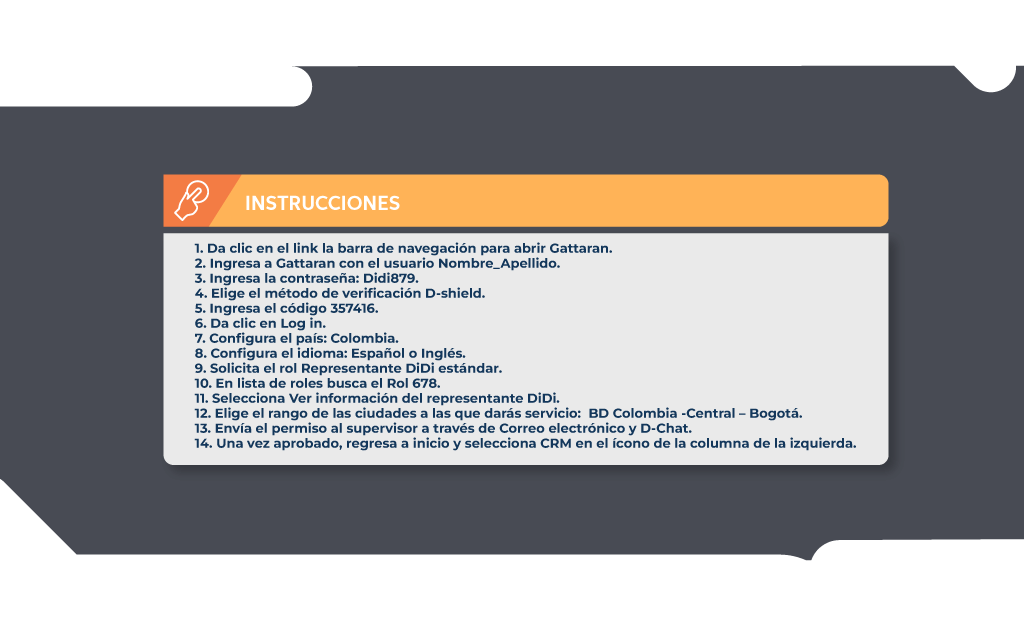 INSTRUCCIONES
1. Da clic en el link la barra de navegación para abrir Gattaran.
2. Ingresa a Gattaran con el usuario Nombre_Apellido.
3. Ingresa la contraseña: Didi879.
4. Elige el método de verificación D-shield.
5. Ingresa el código 357416.
6. Da clic en Log in.
7. Configura el país: Colombia.
8. Configura el idioma: Español o Inglés.
9. Solicita el rol Representante DiDi estándar.
10. En lista de roles busca el Rol 678.
11. Selecciona Ver información del representante DiDi.
12. Elige el rango de las ciudades a las que darás servicio:  BD Colombia -Central – Bogotá.
13. Envía el permiso al supervisor a través de Correo electrónico y D-Chat.
14. Una vez aprobado, regresa a inicio y selecciona CRM en el ícono de la columna de la izquierda.